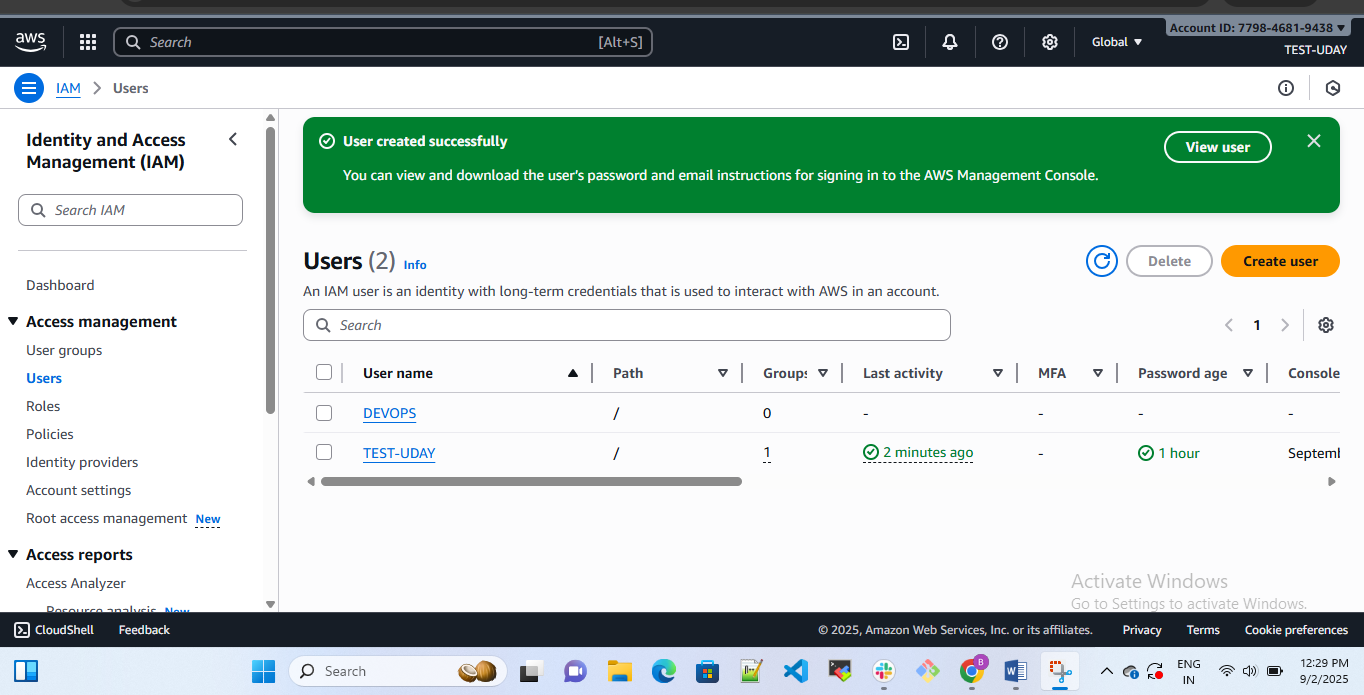 aws
Search [Alt+S]
Global
Account ID: 7798-4681-9438
TEST-UDAY
IAM > Users
Identity and Access Management (IAM)
Search IAM
Dashboard
Access management
User groups
Users
Roles
Policies
Identity providers
Account settings
Root access management New
Access reports
Access Analyzer
Resource analysis New
User created successfully
You can view and download the user's password and email instructions for signing in to the AWS Management Console.
View user
Users (2) Info
Delete
Create user
An IAM user is an identity with long-term credentials that is used to interact with AWS in an account.
Search
1
User name Path Groups Last activity MFA Password age Console
DEVOPS / 0 - - - -
TEST-UDAY / 1 2 minutes ago - 1 hour Septemb
Activate Windows
Go to Settings to activate Windows.
CloudShell Feedback
© 2025, Amazon Web Services, Inc. or its affiliates. Privacy Terms Cookie preferences
Search
B
ENG
IN
12:29 PM
9/2/2025